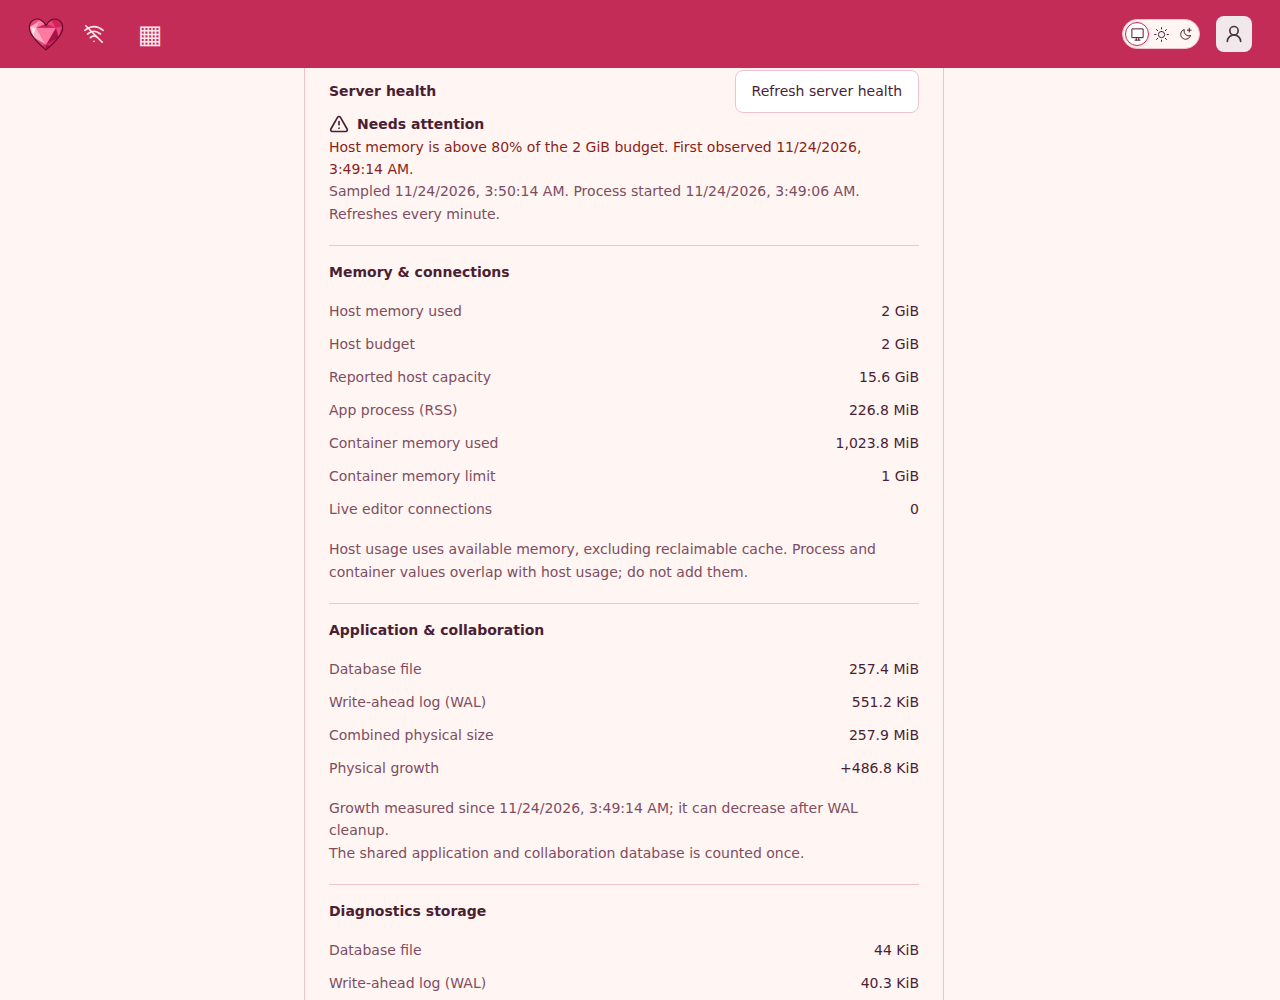 Server health
Refresh server health
Needs attention
Host memory is above 80% of the 2 GiB budget. First observed 11/24/2026,
3:49:14 AM.
Sampled 11/24/2026, 3:50:14 AM. Process started 11/24/2026, 3:49:06 AM.
Refreshes every minute.
Memory & connections
Host memory used 2 GiB
Host budget 2 GiB
Reported host capacity 15.6 GiB
App process (RSS) 226.8 MiB
Container memory used 1,023.8 MiB
Container memory limit 1 GiB
Live editor connections 0
Host usage uses available memory, excluding reclaimable cache. Process and
container values overlap with host usage; do not add them.
Application & collaboration
Database file 257.4 MiB
Write-ahead log (WAL) 551.2 KiB
Combined physical size 257.9 MiB
Physical growth +486.8 KiB
Growth measured since 11/24/2026, 3:49:14 AM; it can decrease after WAL
cleanup.
The shared application and collaboration database is counted once.
Diagnostics storage
Database file 44 KiB
Write-ahead log (WAL) 40.3 KiB